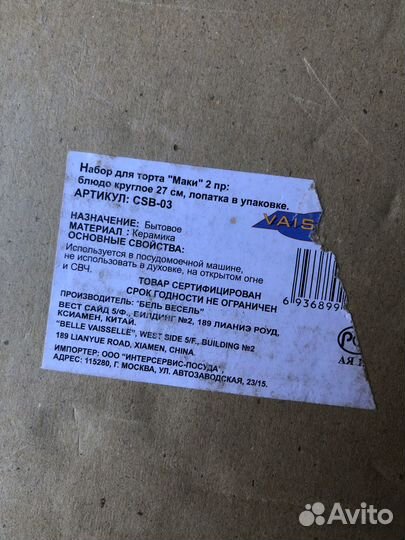 Набор для торта "Маки" 2 пр:
блюдо круглое 27 см, лопатка в упаковке.
АРТИКУЛ: CSB-03
VAIS
НАЗНАЧЕНИЕ: Бытовое
МАТЕРИАЛ : Керамика
ОСНОВНЫЕ СВОЙСТВА:
Используется в посудомоечной машине,
не использовать в духовке, на открытом огне
и СВЧ.
ТОВАР СЕРТИФИЦИРОВАН
СРОК ГОДНОСТИ НЕ ОГРАНИЧЕН
6 936899
ПРОИЗВОДИТЕЛЬ: "БЕЛЬ ВЕСЕЛЬ"
ВЕСТ САЙД 5/Ф., БИЛДИНГ №2, 189 ЛИАНИЭ РОУД,
КСИАМЕН, КИТАЙ.
"BELLE VAISSELLE", WEST SIDE 5/F., BUILDING №2
189 LIANYUE ROAD, XIAMEN, CHINA
ИМПОРТЕР: ООО "ИНТЕРСЕРВИС-ПОСУДА",
АДРЕС: 115280, Г. МОСКВА, УЛ. АВТОЗАВОДСКАЯ, 23/15.
Avito